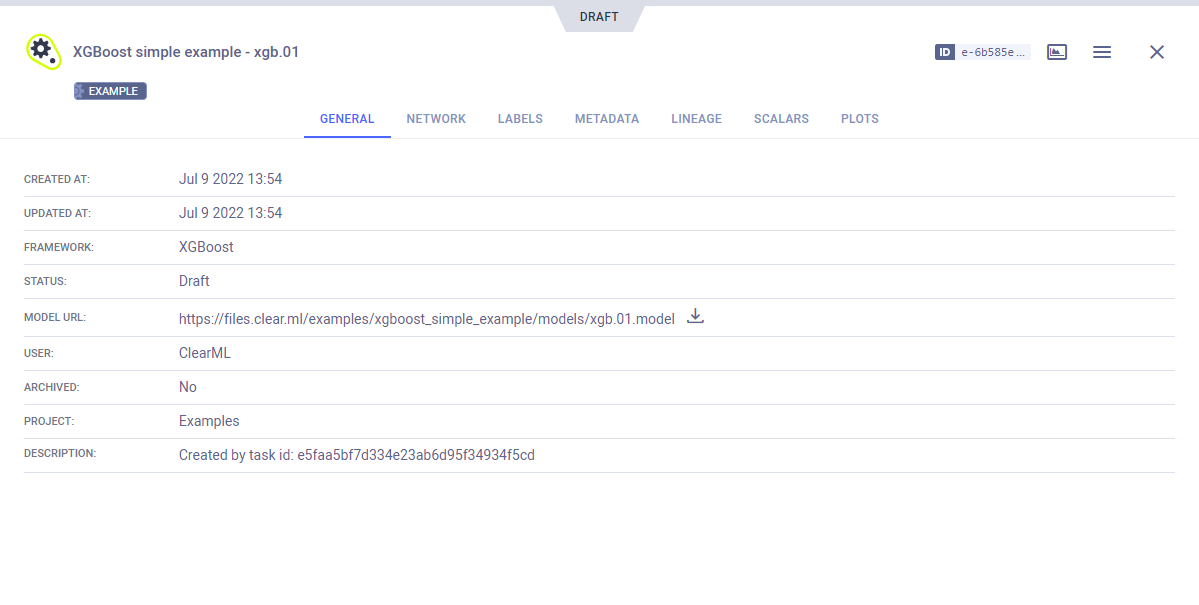 DRAFT
XGBoost simple example - xgb.01
ID e-6b585e...
EXAMPLE
GENERAL NETWORK LABELS METADATA LINEAGE SCALARS PLOTS
CREATED AT: Jul 9 2022 13:54
UPDATED AT: Jul 9 2022 13:54
FRAMEWORK: XGBoost
STATUS: Draft
MODEL URL: https://files.clear.ml/examples/xgboost_simple_example/models/xgb.01.model
USER: ClearML
ARCHIVED: No
PROJECT: Examples
DESCRIPTION: Created by task id: e5faa5bf7d334e23ab6d95f34934f5cd